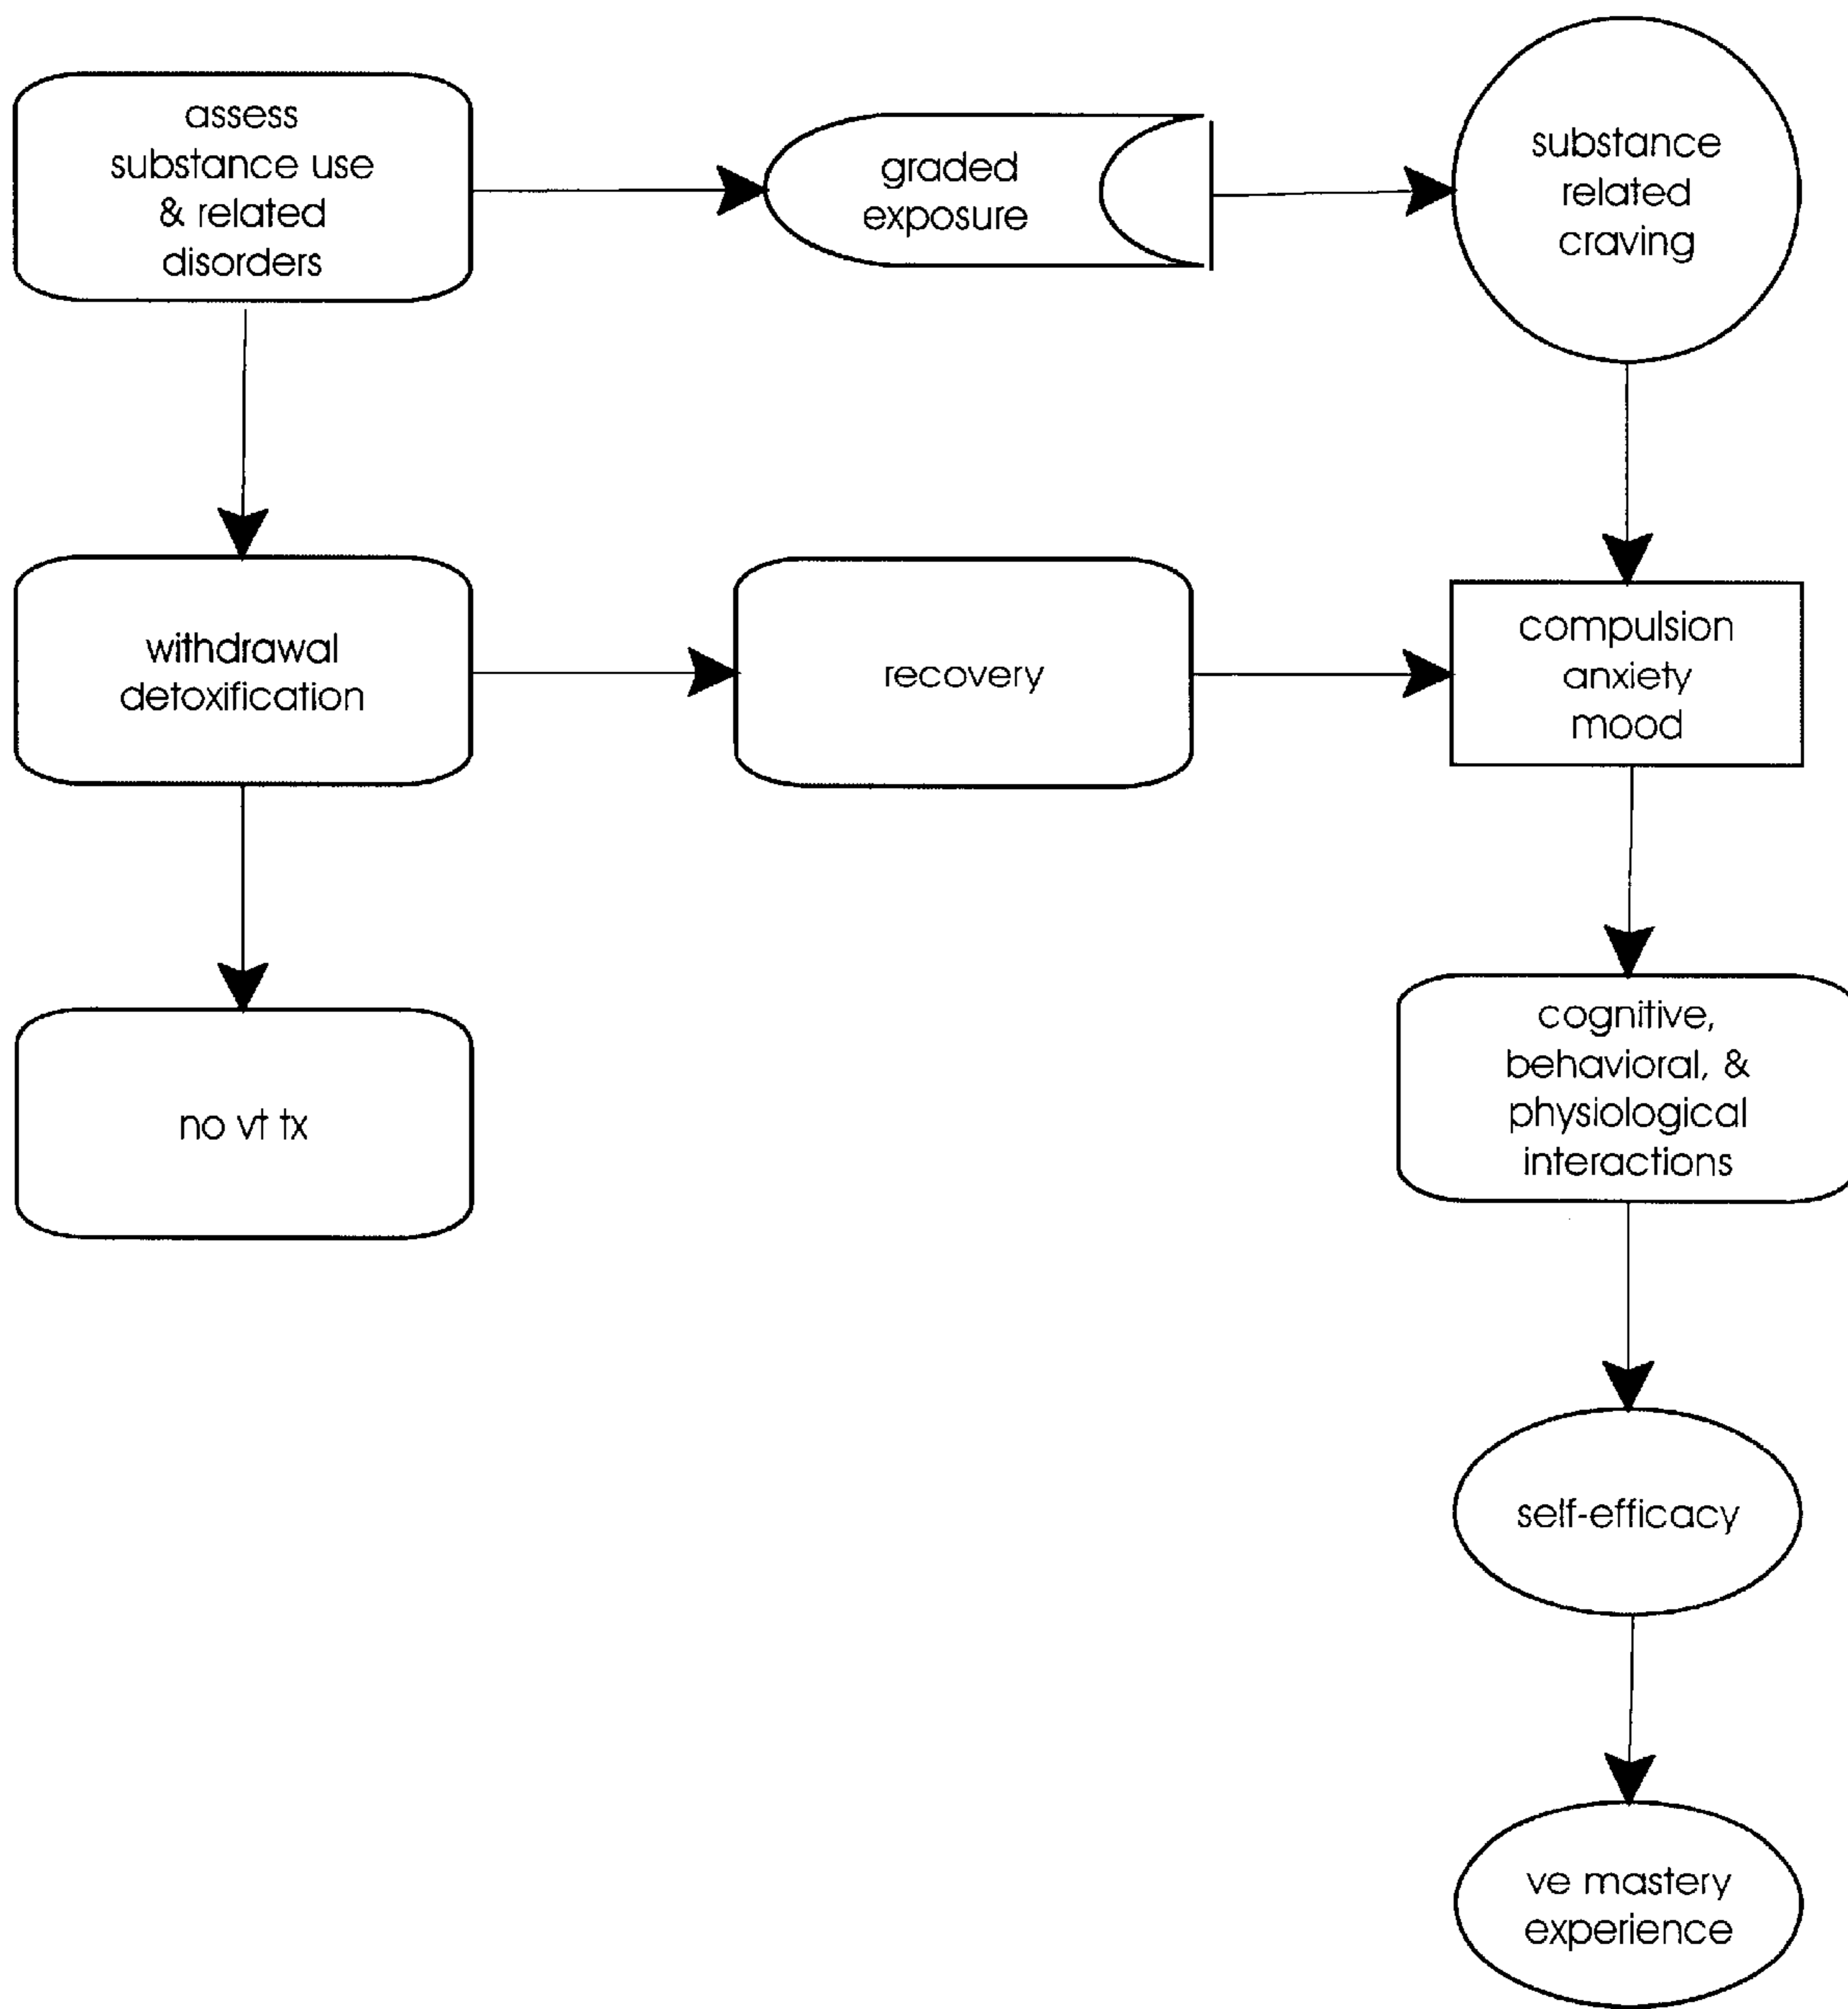 assess
substance use
& related
disorders
graded
exposure
substance
related
craving
withdrawal
detoxification
recovery
compulsion
anxiety
mood
no vt tx
cognitive,
behavioral, &
physiological
interactions
self-efficacy
ve mastery
experience